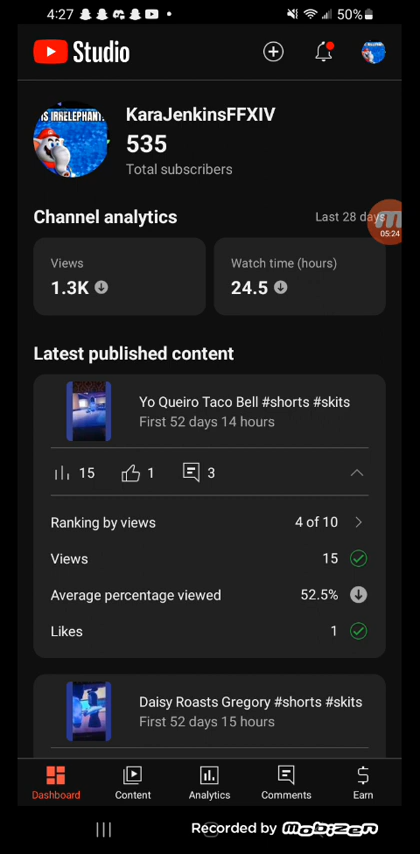 4:27
50%
Studio
IS IRRELEPHANT
KaraJenkinsFFXIV
535
Total subscribers
Channel analytics
Last 28 days
05:24
Views
Watch time (hours)
1.3K
24.5
Latest published content
Yo Queiro Taco Bell #shorts #skits
First 52 days 14 hours
15
1
3
Ranking by views
4 of 10
Views
15
Average percentage viewed
52.5%
Likes
1
Daisy Roasts Gregory #shorts #skits
First 52 days 15 hours
Dashboard
Content
Analytics
Comments
Earn
Recorded by Mobizen